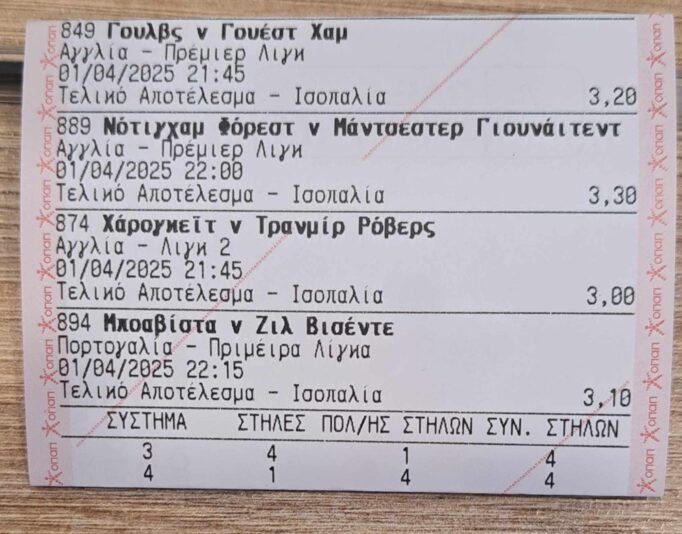 849 Γουλβς v Γουέστ Χαμ
Αγγλία - Πρέμιερ Λιγκ
01/04/2025 21:45
Τελικό Αποτέλεσμα - Ισοπαλία 3,20
889 Νότιγχαμ Φόρεστ v Μάντσεστερ Γιουνάιτεντ
Αγγλία - Πρέμιερ Λιγκ
01/04/2025 22:00
Τελικό Αποτέλεσμα - Ισοπαλία 3,30
874 Χάρογκεϊτ v Τρανμίρ Ρόβερς
Αγγλία - Λιγκ 2
01/04/2025 21:45
Τελικό Αποτέλεσμα - Ισοπαλία 3,00
894 Μποαβίστα v Ζιλ Βισέντε
Πορτογαλία - Πριμέιρα Λίγκα
01/04/2025 22:15
Τελικό Αποτέλεσμα - Ισοπαλία 3,10
ΣΥΣΤΗΜΑ ΣΤΗΛΕΣ ΠΟΛ/ΗΣ ΣΤΗΛΩΝ ΣΥΝ. ΣΤΗΛΩΝ
3 4 1 4
4 1 4 4
οπαπ